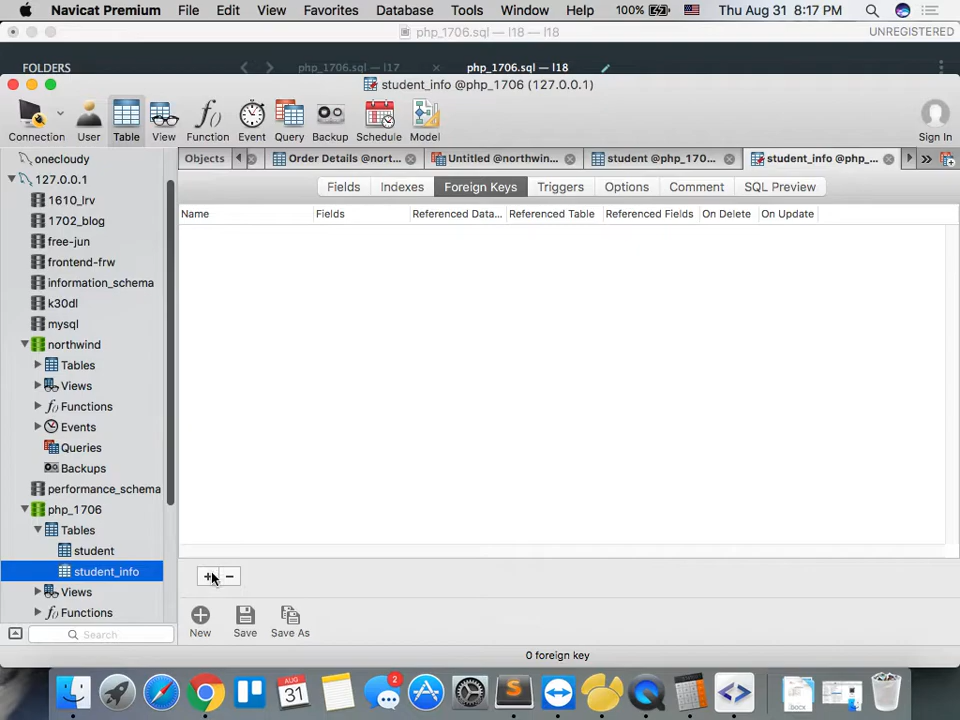 Navicat Premium File Edit View Favorites Database Tools Window Help 100% Thu Aug 31 8:17 PM
php_1706.sql — l18 — l18 UNREGISTERED
FOLDERS php_1706.sql — l17 php_1706.sql — l18
student_info @php_1706 (127.0.0.1)
Connection User Table View Function Event Query Backup Schedule Model Sign In
Objects Order Details @nort... Untitled @northwin... student @php_170... student_info @php_...
Fields Indexes Foreign Keys Triggers Options Comment SQL Preview
Name Fields Referenced Data... Referenced Table Referenced Fields On Delete On Update
onecloudy
127.0.0.1
1610_lrv
1702_blog
free-jun
frontend-frw
information_schema
k30dl
mysql
northwind
Tables
Views
Functions
Events
Queries
Backups
performance_schema
php_1706
Tables
student
student_info
Views
Functions
Search
+ −
New Save Save As
0 foreign key
AUG
31
2
.docx